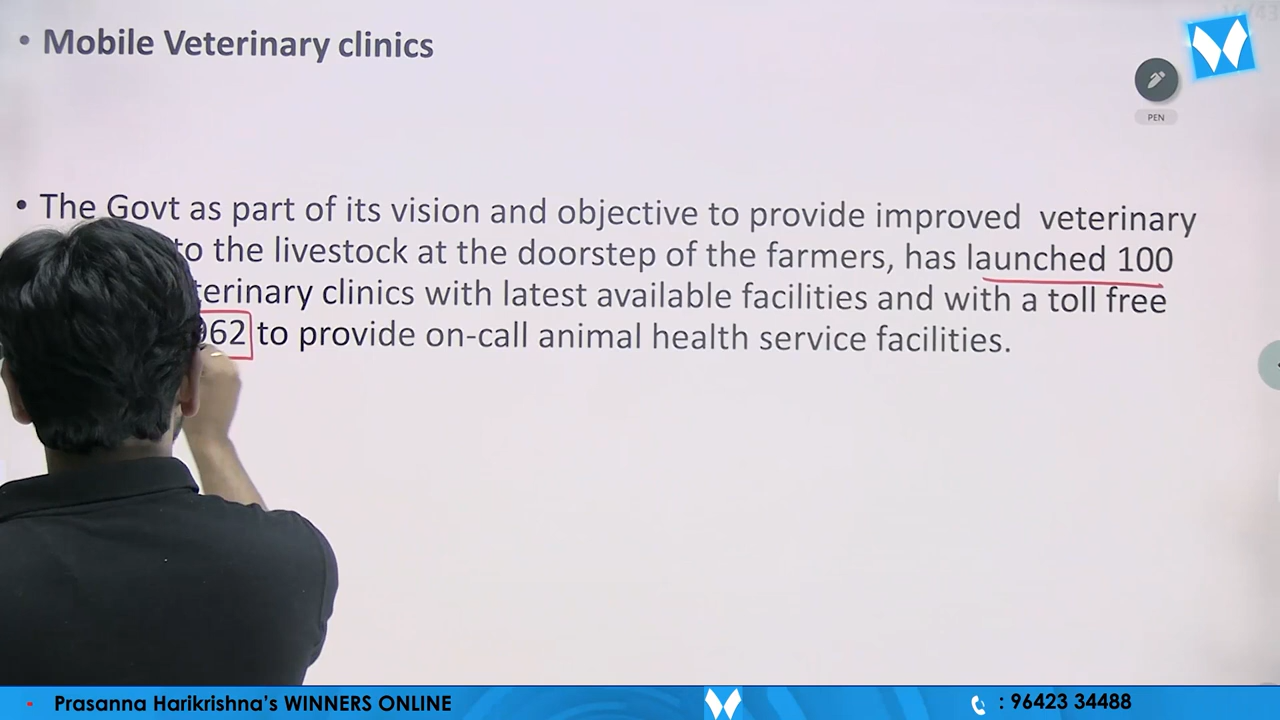 • Mobile Veterinary clinics
PEN
• The Govt as part of its vision and objective to provide improved veterinary
to the livestock at the doorstep of the farmers, has launched 100
terinary clinics with latest available facilities and with a toll free
962 to provide on-call animal health service facilities.
- Prasanna Harikrishna's WINNERS ONLINE
: 96423 34488